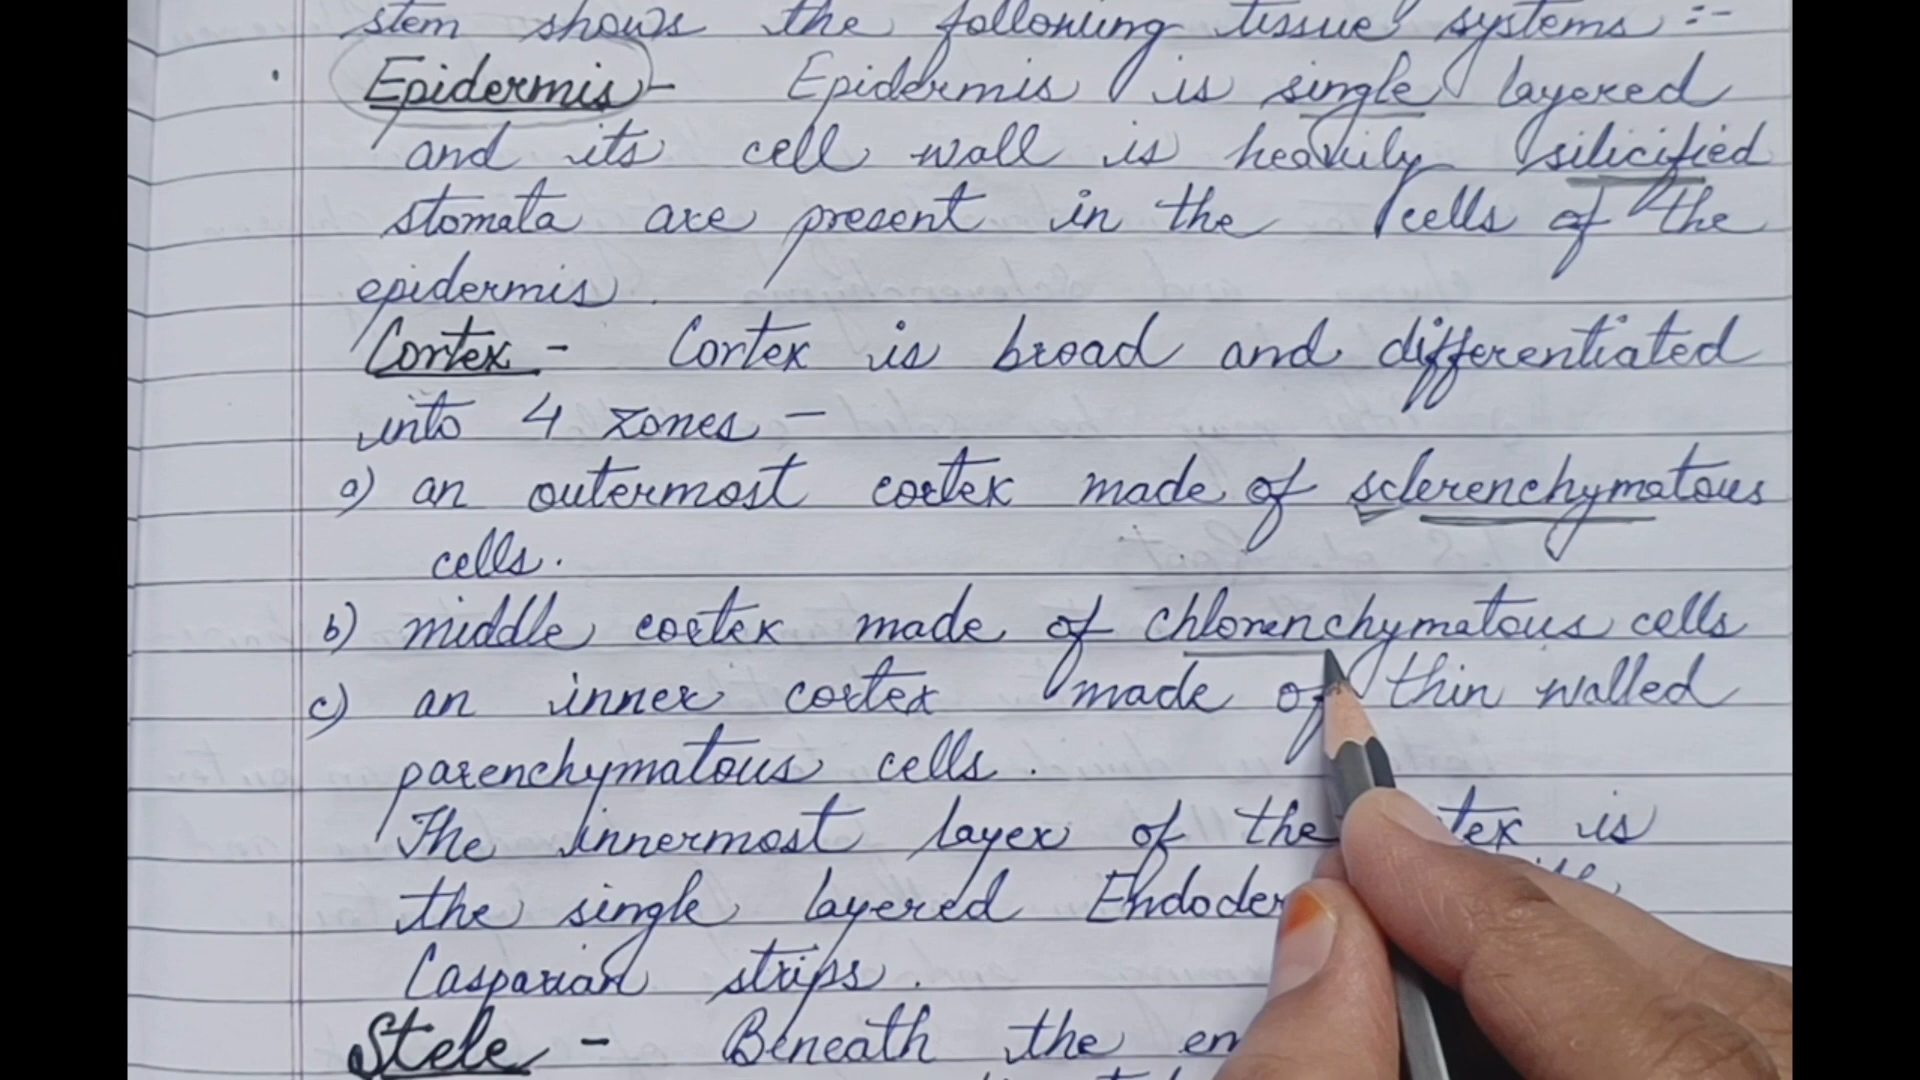 stem shows the following tissue systems :-
Epidermis - Epidermis is single layered
and its cell wall is heavily silicified
stomata are present in the cells of the
epidermis.
Cortex - Cortex is broad and differentiated
into 4 zones -
a) an outermost cortex made of sclerenchymatous
cells.
b) middle cortex made of chlorenchymatous cells
c) an inner cortex made of thin walled
parenchymatous cells.
The innermost layer of the is
the single layered
Casparian strips.
Stele - Beneath the